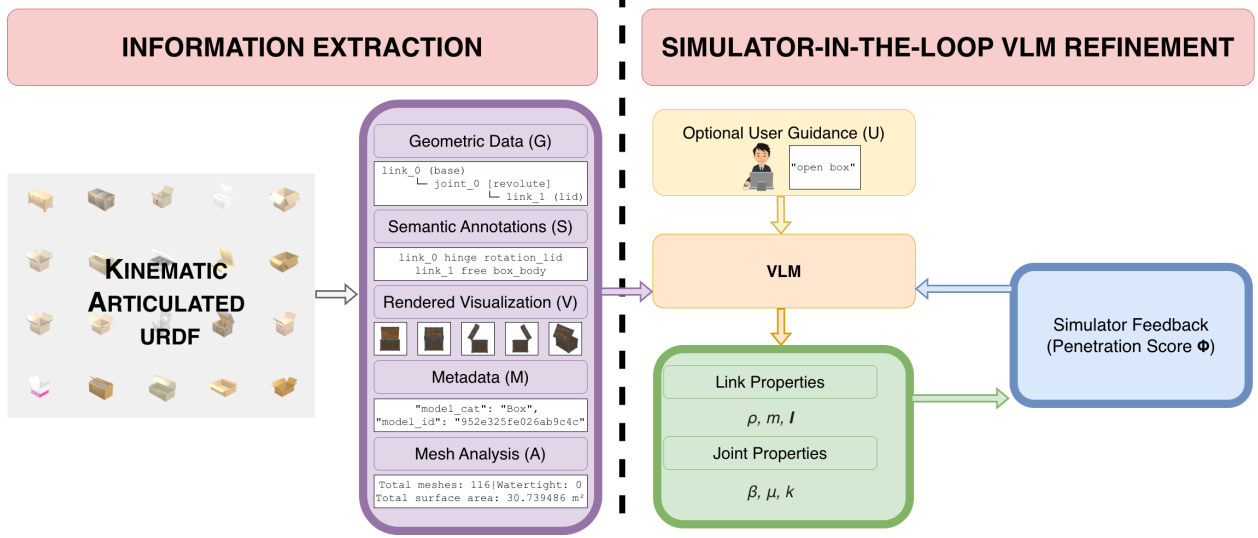 INFORMATION EXTRACTION
KINEMATIC
ARTICULATED
URDF
Geometric Data (G)
link_0 (base)
└─ joint_0 [revolute]
└─ link_1 (lid)
Semantic Annotations (S)
link_0 hinge rotation_lid
link_1 free box_body
Rendered Visualization (V)
Metadata (M)
"model_cat": "Box",
"model_id": "952e325fe026ab9c4c"
Mesh Analysis (A)
Total meshes: 116|Watertight: 0
Total surface area: 30.739486 m²
SIMULATOR-IN-THE-LOOP VLM REFINEMENT
Optional User Guidance (U)
"open box"
VLM
Link Properties
ρ, m, I
Joint Properties
β, μ, k
Simulator Feedback
(Penetration Score Φ)